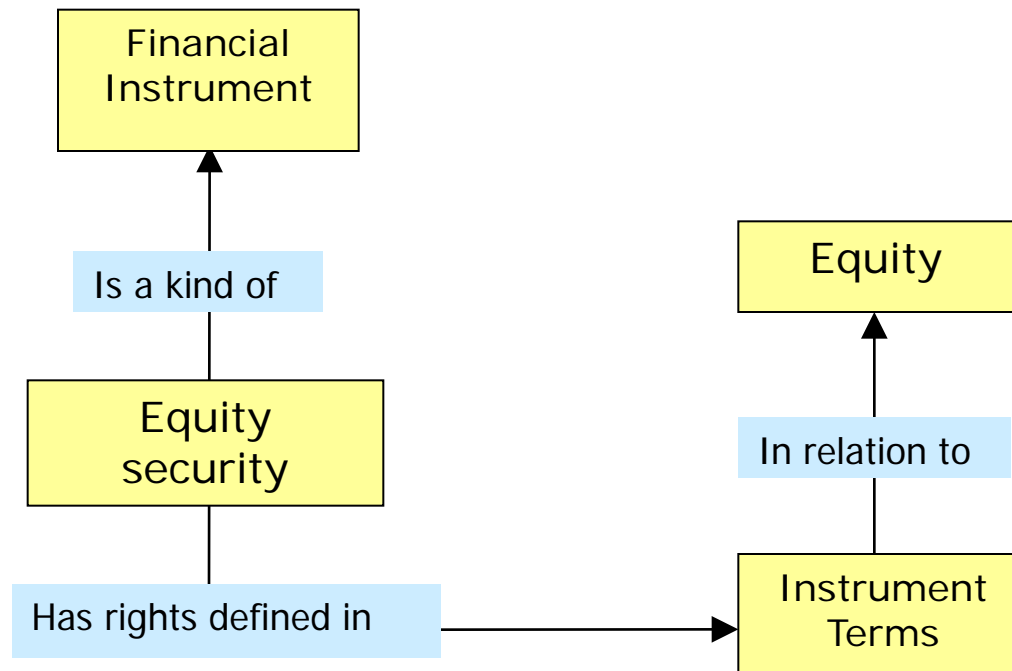 Financial
Instrument
Is a kind of
Equity
Equity
security
In relation to
Has rights defined in
Instrument
Terms